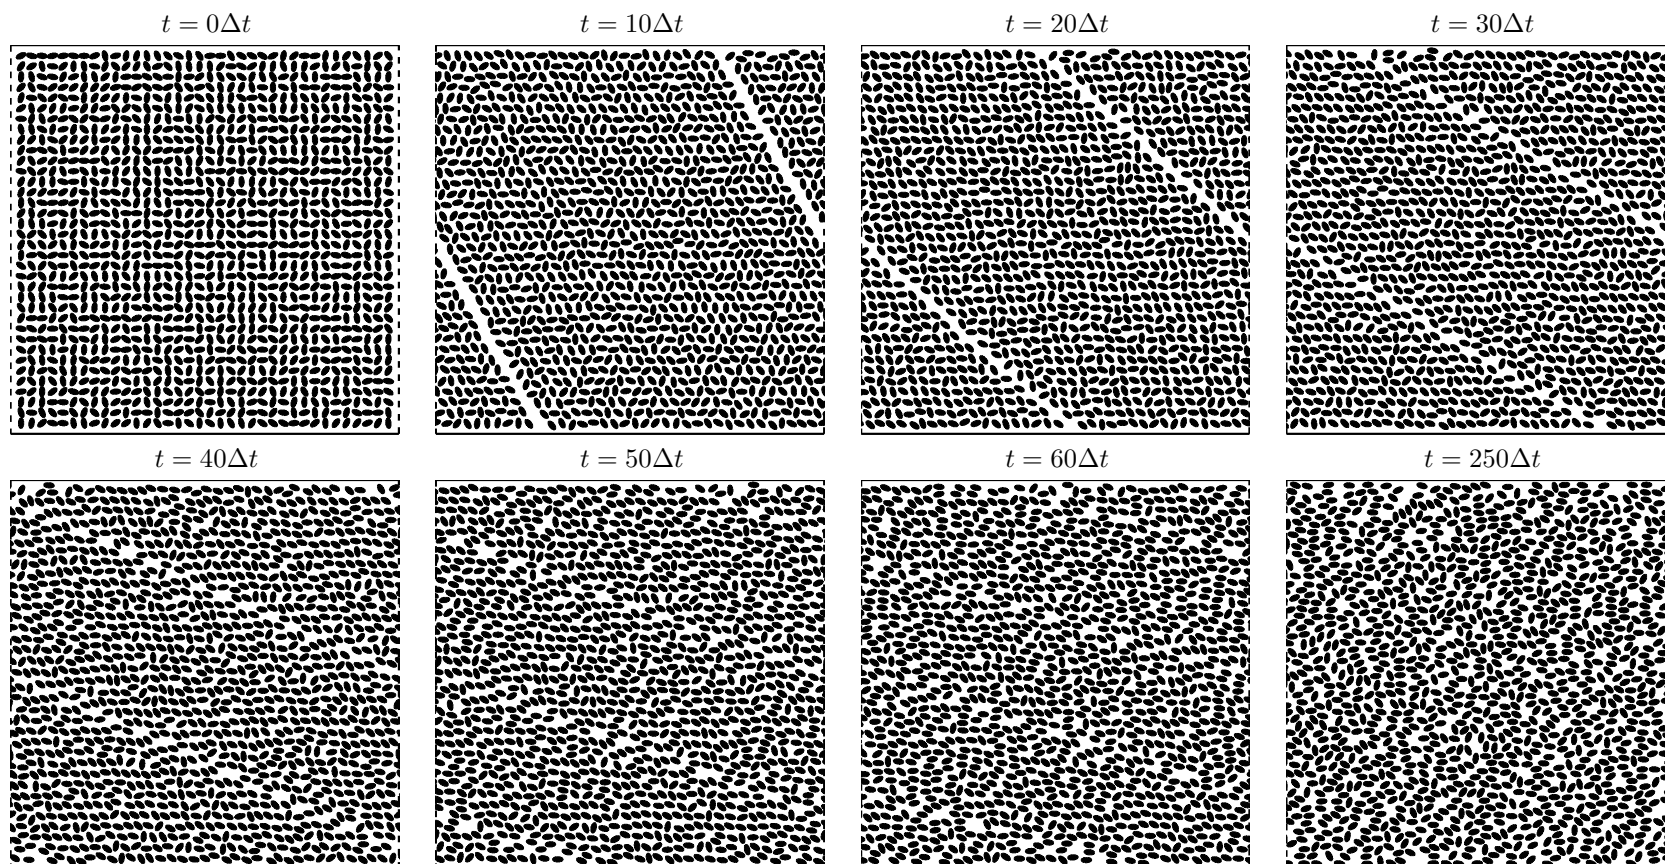 t = 0Δt
t = 10Δt
t = 20Δt
t = 30Δt
t = 40Δt
t = 50Δt
t = 60Δt
t = 250Δt